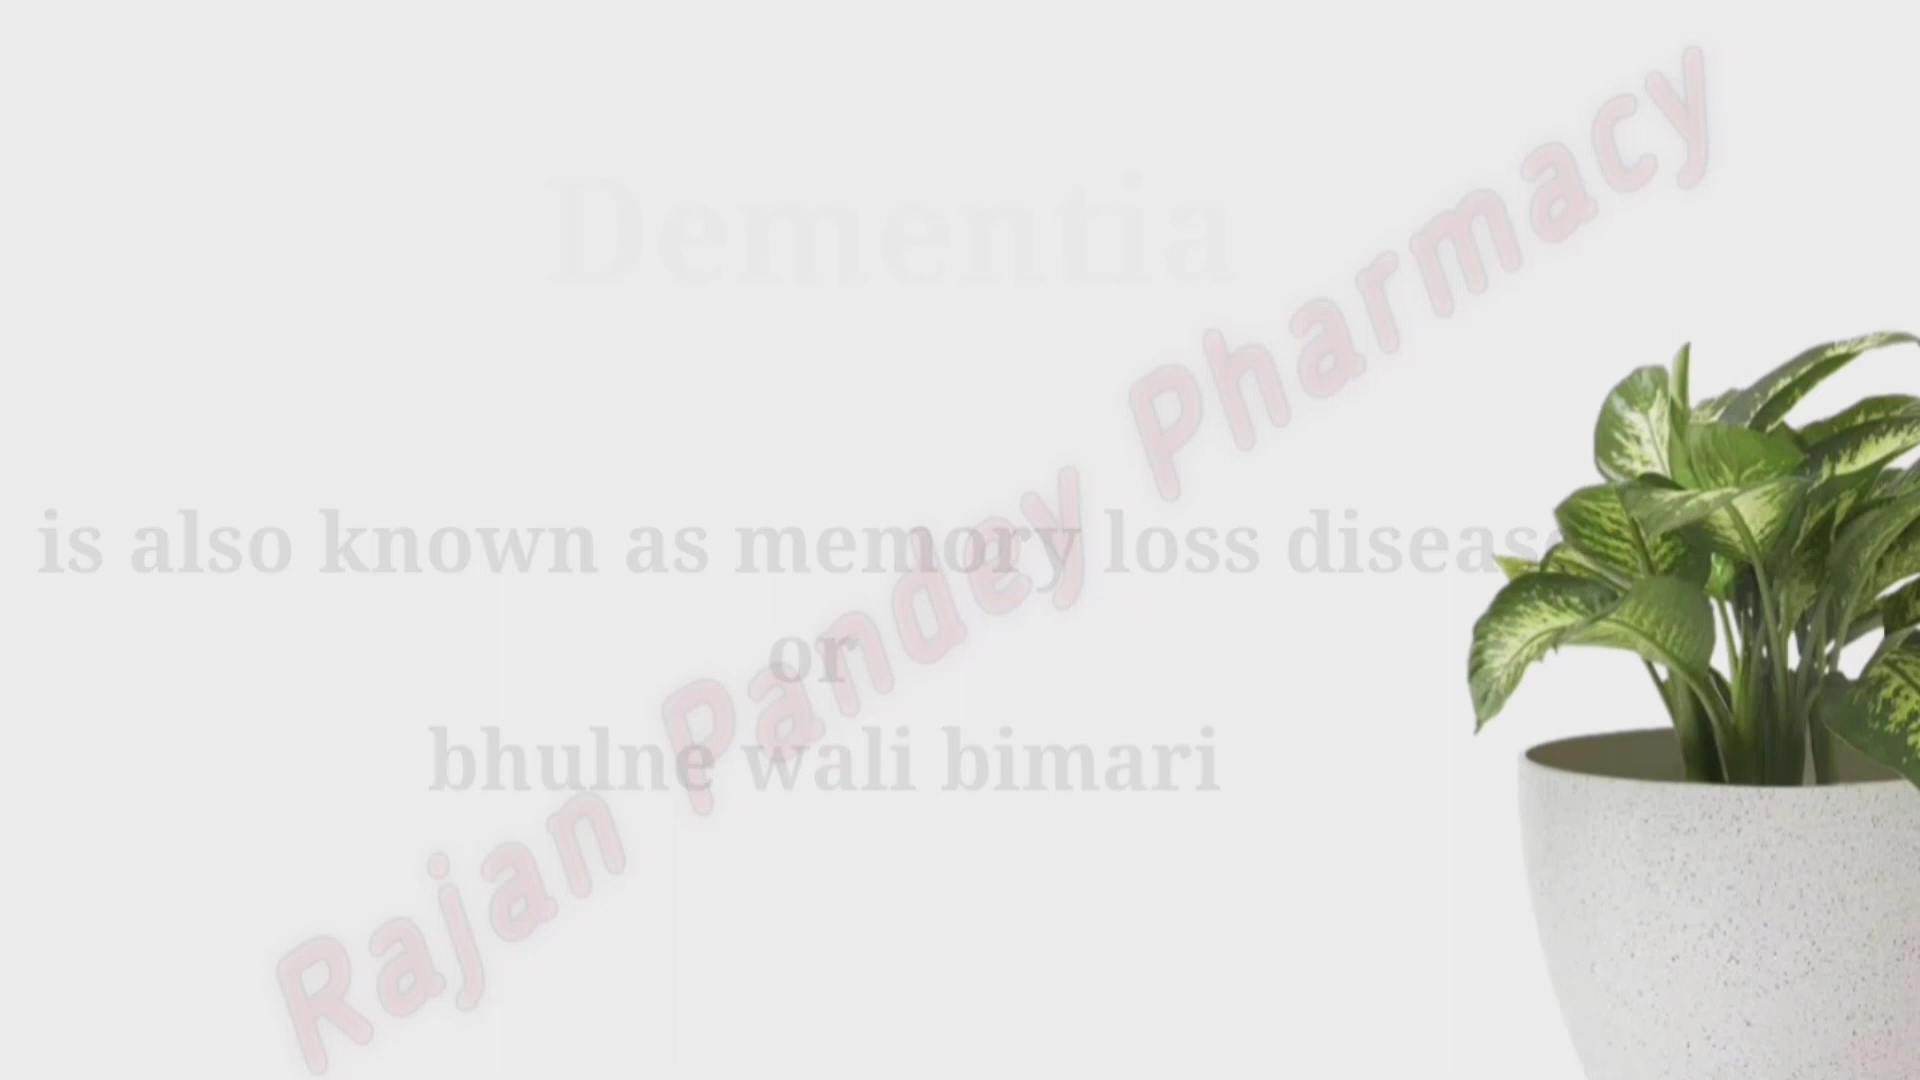 Dementia
is also known as memory loss disease
or
bhulne wali bimari
Rajan Pandey Pharmacy